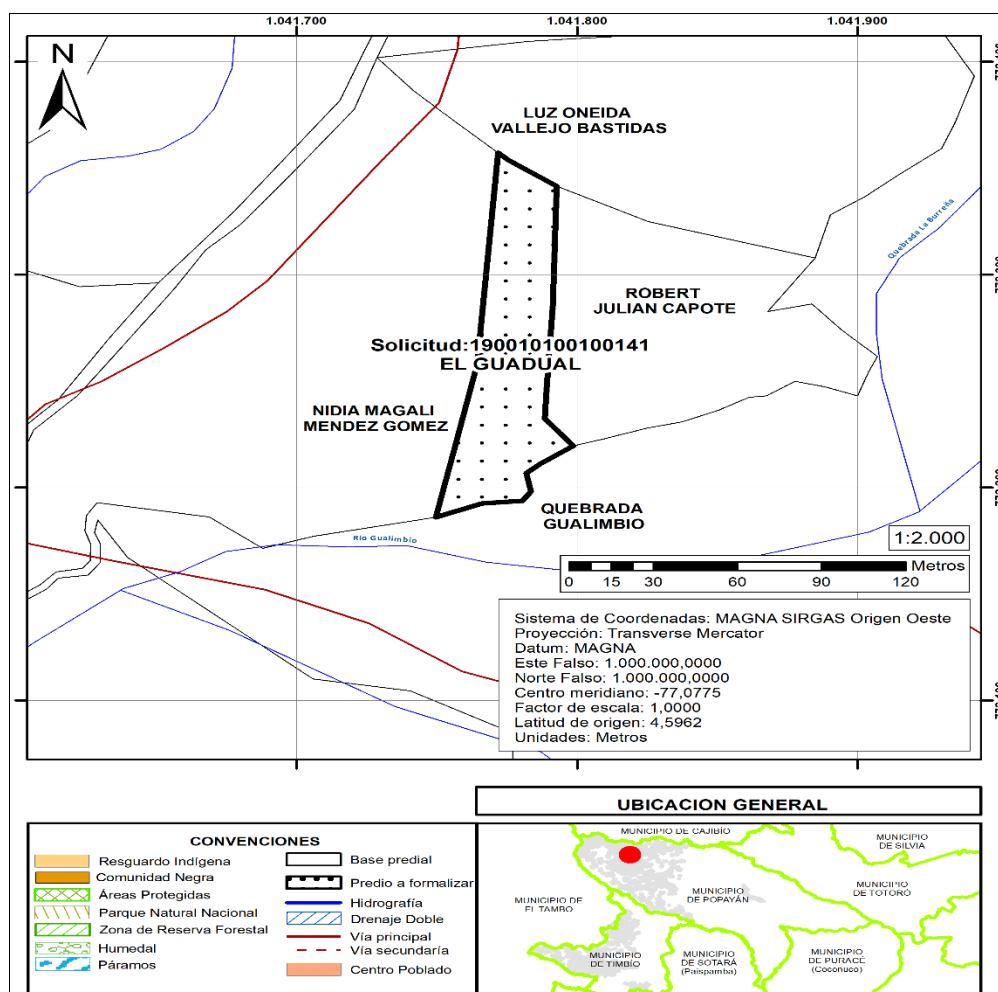 1.041.700
1.041.800
1.041.900
N
LUZ ONEIDA
VALLEJO BASTIDAS
Quebrada La Burreña
ROBERT
JULIAN CAPOTE
Solicitud:190010100100141
EL GUADUAL
NIDIA MAGALI
MENDEZ GOMEZ
QUEBRADA
GUALIMBIO
Río Gualimbio
1:2.000
Metros
0 15 30 60 90 120
Sistema de Coordenadas: MAGNA SIRGAS Origen Oeste
Proyección: Transverse Mercator
Datum: MAGNA
Este Falso: 1.000.000,0000
Norte Falso: 1.000.000,0000
Centro meridiano: -77,0775
Factor de escala: 1,0000
Latitud de origen: 4,5962
Unidades: Metros
CONVENCIONES
Resguardo Indígena
Comunidad Negra
Áreas Protegidas
Parque Natural Nacional
Zona de Reserva Forestal
Humedal
Páramos
Base predial
Predio a formalizar
Hidrografía
Drenaje Doble
Vía principal
Vía secundaría
Centro Poblado
UBICACION GENERAL
MUNICIPIO DE CAJIBÍO
MUNICIPIO
DE SILVIA
MUNICIPIO
DE TOTORÓ
MUNICIPIO DE
EL TAMBO
MUNICIPIO
DE POPAYÁN
MUNICIPIO
DE TIMBÍO
MUNICIPIO
DE SOTARÁ
(Paispamba)
MUNICIPIO
DE PURACÉ
(Coconuco)